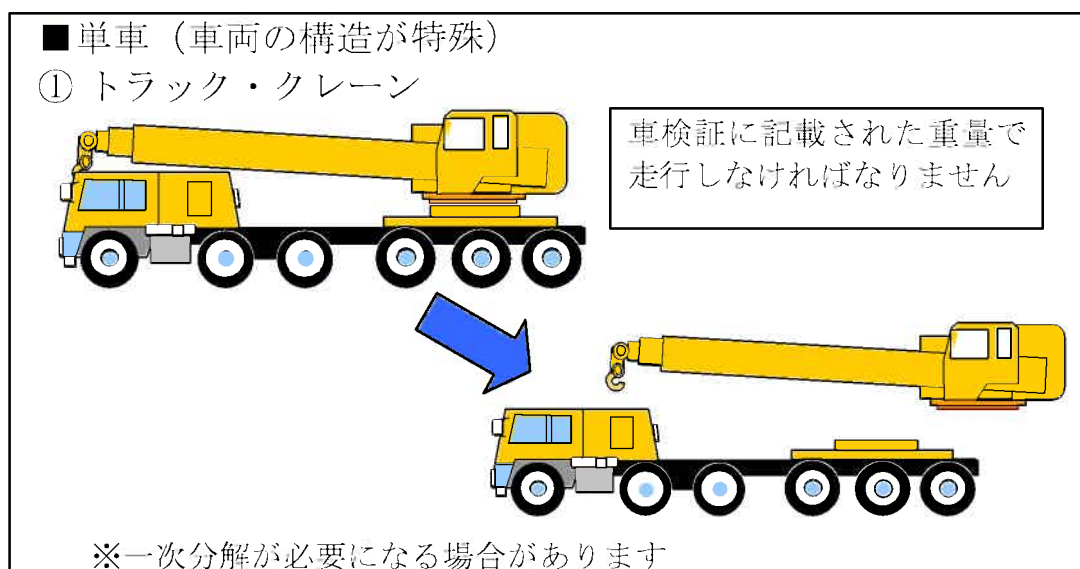 ■単車（車両の構造が特殊）
① トラック・クレーン
車検証に記載された重量で
走行しなければなりません
※一次分解が必要になる場合があります